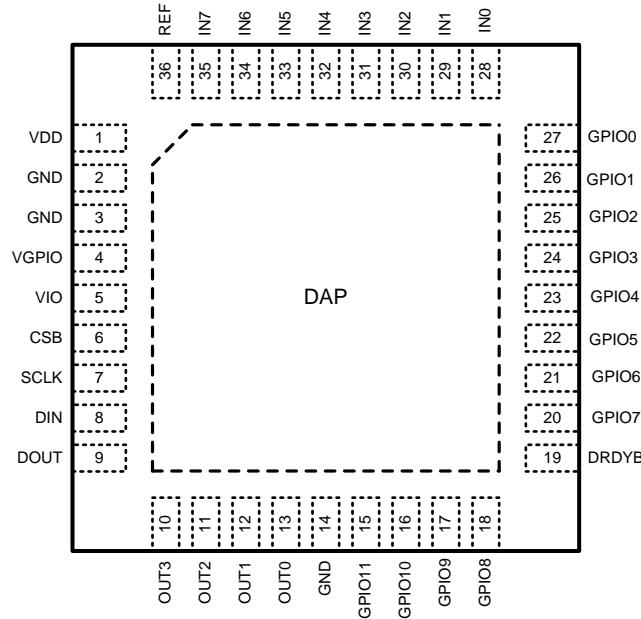 REF IN7 IN6 IN5 IN4 IN3 IN2 IN1 IN0
36 35 34 33 32 31 30 29 28
VDD 1 27 GPIO0
GND 2 26 GPIO1
GND 3 25 GPIO2
VGPIO 4 24 GPIO3
VIO 5 DAP 23 GPIO4
CSB 6 22 GPIO5
SCLK 7 21 GPIO6
DIN 8 20 GPIO7
DOUT 9 19 DRDYB
10 11 12 13 14 15 16 17 18
OUT3 OUT2 OUT1 OUT0 GND GPIO11 GPIO10 GPIO9 GPIO8